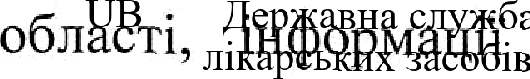 UB Державна служба
області, інформації
лікарських засобів